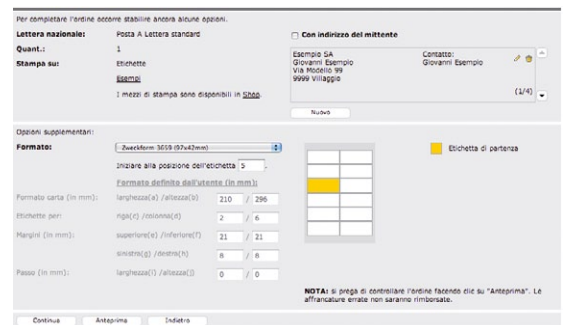 Per completare l'ordine occorre stabilire ancora alcune opzioni.
Lettera nazionale: Posta A Lettera standard
Quant.: 1
Stampa su: Etichette
Esempi
I mezzi di stampa sono disponibili in Shop.
Con indirizzo del mittente
Esempio SA Contatto:
Giovanni Esempio Giovanni Esempio
Via Modello 99
9999 Villaggio
(1/4)
Nuovo
Opzioni supplementari:
Formato: Zweckform 3659 (97x42mm)
Iniziare alla posizione dell'etichetta 5 .
Formato definito dall'utente (in mm):
Formato carta (in mm): larghezza(a) /altezza(b) 210 / 296
Etichette per: riga(c) /colonna(d) 2 / 6
Margini (in mm): superiore(e) /inferiore(f) 21 / 21
sinistro(g) /destro(h) 8 / 8
Passo (in mm): larghezza(i) /altezza(j) 0 / 0
Etichetta di partenza
NOTA: si prega di controllare l'ordine facendo clic su "Anteprima". Le
affrancature errate non saranno rimborsate.
Continua Anteprima Indietro